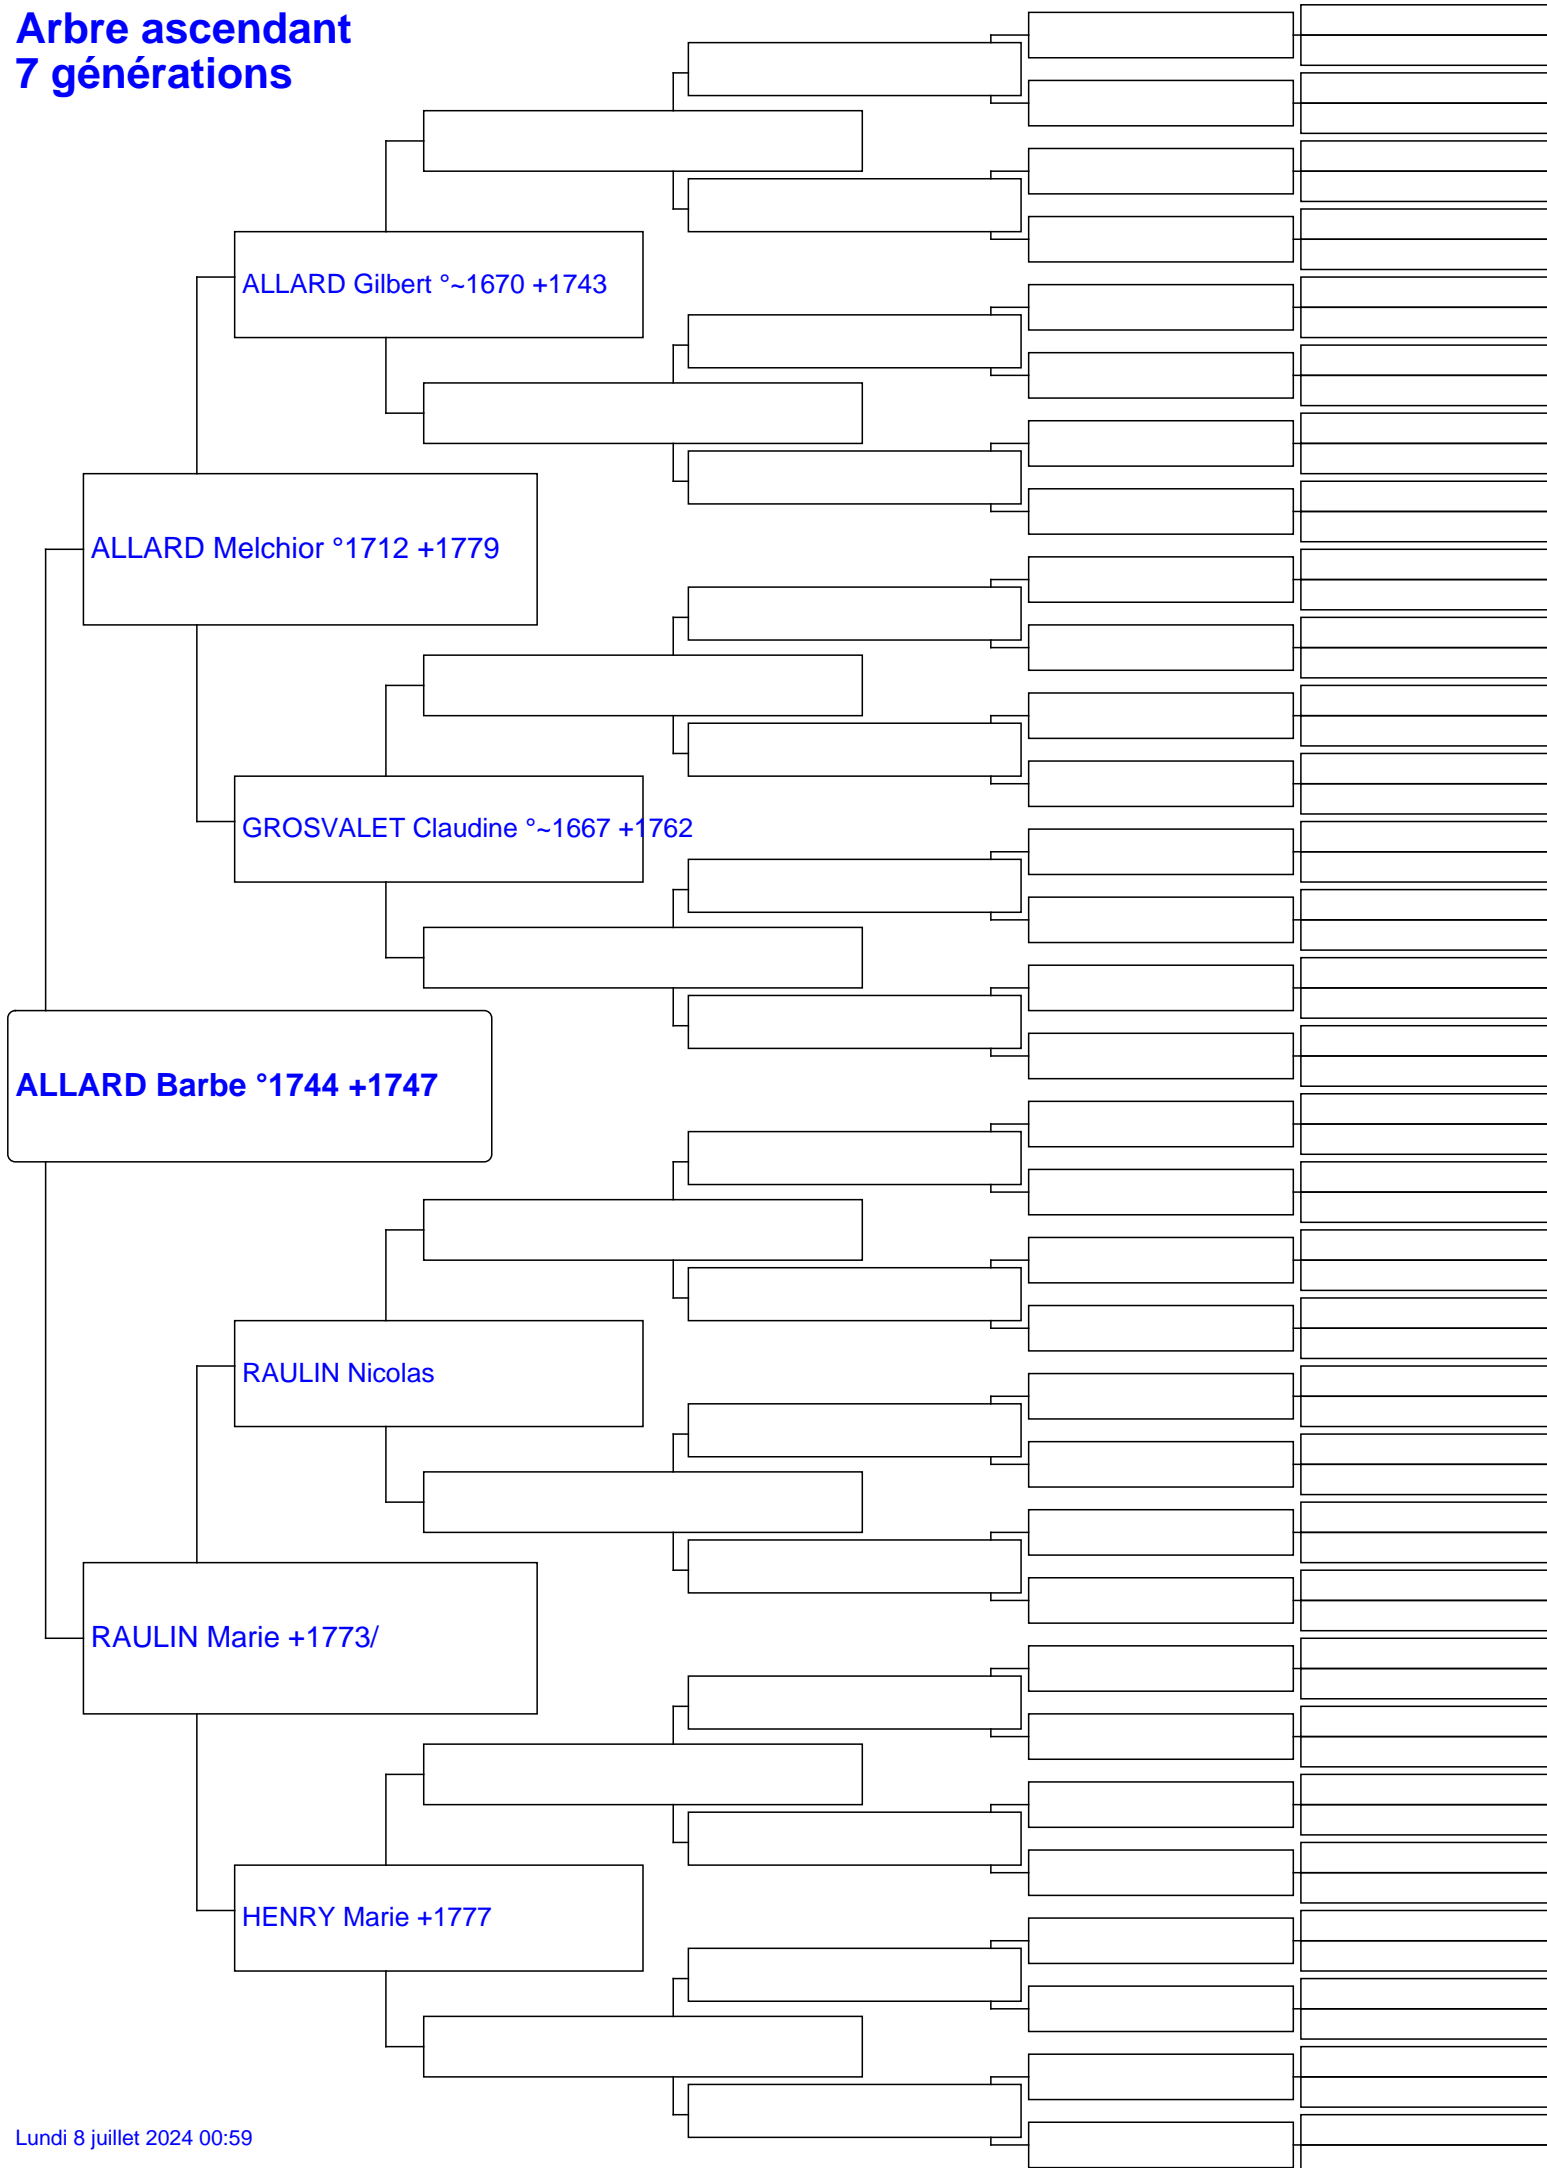 Arbre ascendant
7 générations
ALLARD Gilbert °~1670 +1743
ALLARD Melchior °1712 +1779
GROSVALET Claudine °~1667 +1762
ALLARD Barbe °1744 +1747
RAULIN Nicolas
RAULIN Marie +1773/
HENRY Marie +1777
Lundi 8 juillet 2024 00:59